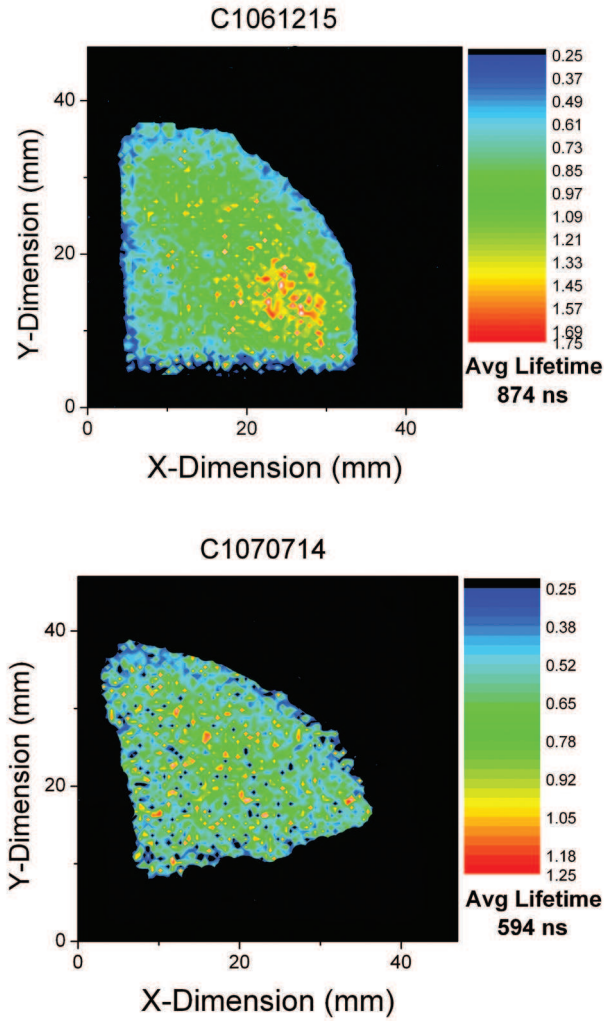 C1061215
Y-Dimension (mm)
40
20
0
0 20 40
X-Dimension (mm)
0.25
0.37
0.49
0.61
0.73
0.85
0.97
1.09
1.21
1.33
1.45
1.57
1.69
1.75
Avg Lifetime
874 ns
C1070714
Y-Dimension (mm)
40
20
0
0 20 40
X-Dimension (mm)
0.25
0.38
0.52
0.65
0.78
0.92
1.05
1.18
1.25
Avg Lifetime
594 ns